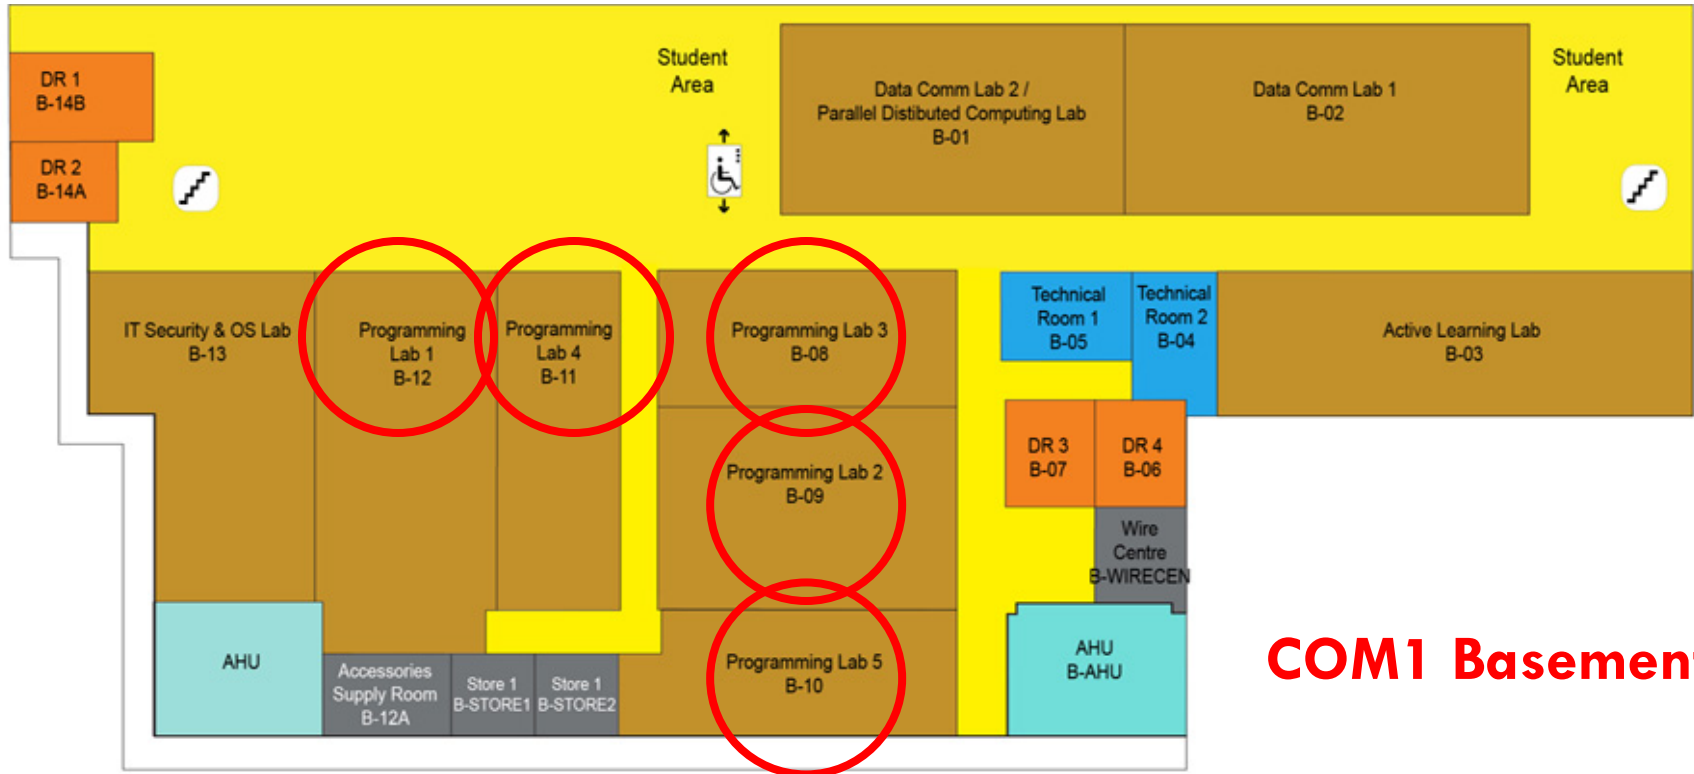 DR 1
B-14B
DR 2
B-14A
Student
Area
Data Comm Lab 2 /
Parallel Distibuted Computing Lab
B-01
Data Comm Lab 1
B-02
Student
Area
IT Security & OS Lab
B-13
Programming
Lab 1
B-12
Programming
Lab 4
B-11
Programming Lab 3
B-08
Technical
Room 1
B-05
Technical
Room 2
B-04
Active Learning Lab
B-03
Programming Lab 2
B-09
DR 3
B-07
DR 4
B-06
Wire
Centre
B-WIRECEN
AHU
Accessories
Supply Room
B-12A
Store 1
B-STORE1
Store 1
B-STORE2
Programming Lab 5
B-10
AHU
B-AHU
COM1 Basemen